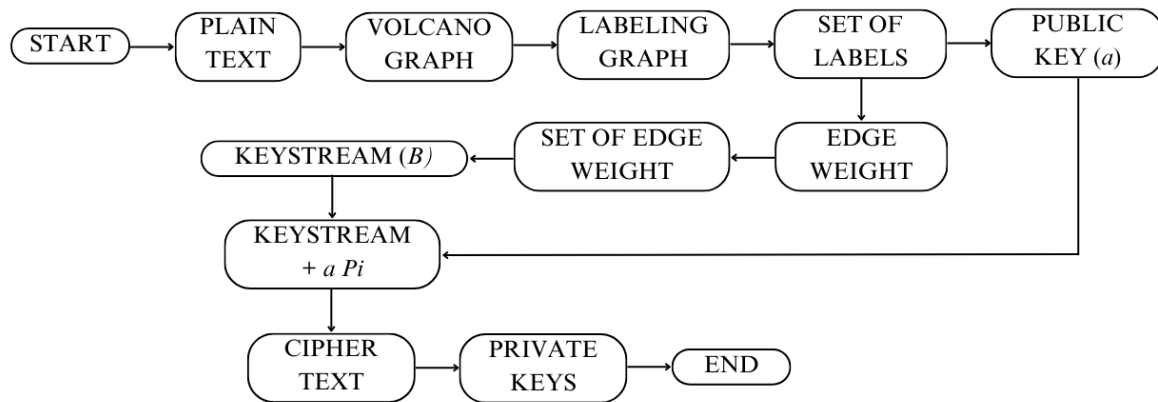 START
PLAIN
TEXT
VOLCANO
GRAPH
LABELING
GRAPH
SET OF
LABELS
PUBLIC
KEY (a)
KEYSTREAM (B)
SET OF EDGE
WEIGHT
EDGE
WEIGHT
KEYSTREAM
+ a Pi
CIPHER
TEXT
PRIVATE
KEYS
END